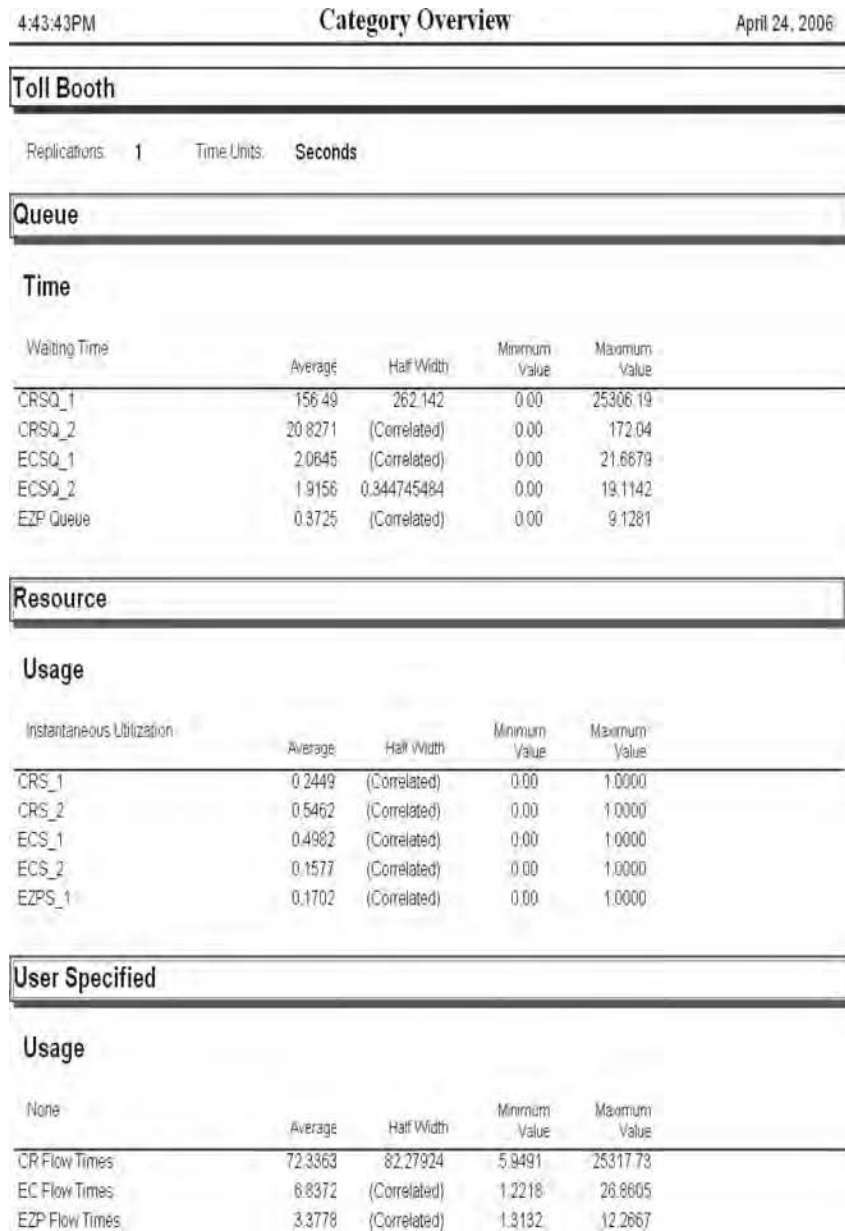 4:43:43PM Category Overview April 24, 2006
Toll Booth
Replications: 1 Time Units: Seconds
Queue
Time
Waiting Time Average Half Width Minimum Value Maximum Value
CRSQ_1 156.49 262.142 0.00 25306.19
CRSQ_2 20.8271 (Correlated) 0.00 172.04
ECSQ_1 2.0645 (Correlated) 0.00 21.6679
ECSQ_2 1.9156 0.344745484 0.00 19.1142
EZP Queue 0.3725 (Correlated) 0.00 9.1281
Resource
Usage
Instantaneous Utilization Average Half Width Minimum Value Maximum Value
CRS_1 0.2449 (Correlated) 0.00 1.0000
CRS_2 0.5462 (Correlated) 0.00 1.0000
ECS_1 0.4982 (Correlated) 0.00 1.0000
ECS_2 0.1577 (Correlated) 0.00 1.0000
EZPS_1 0.1702 (Correlated) 0.00 1.0000
User Specified
Usage
None Average Half Width Minimum Value Maximum Value
CR Flow Times 72.3363 82.27924 5.9491 25317.73
EC Flow Times 6.8372 (Correlated) 1.2218 26.8605
EZP Flow Times 3.3778 (Correlated) 1.3132 12.2667